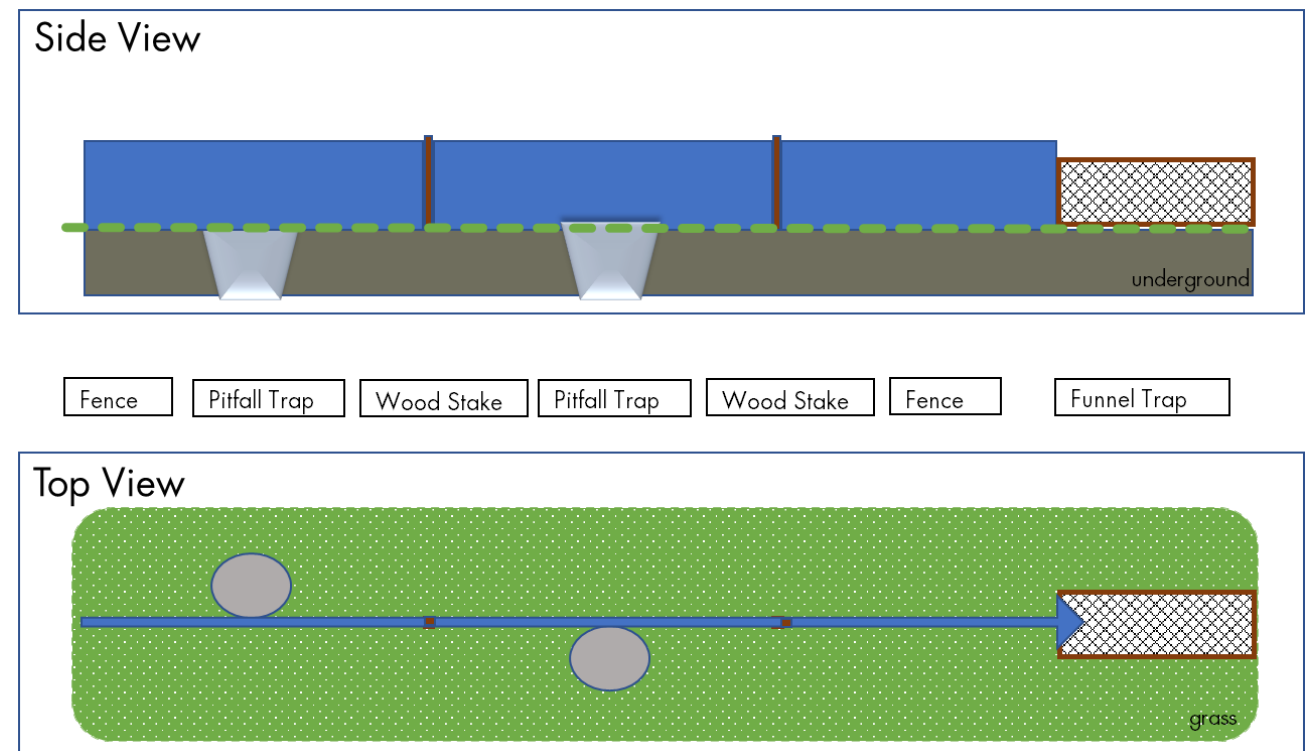 Side View
underground
Fence
Pitfall Trap
Wood Stake
Pitfall Trap
Wood Stake
Fence
Funnel Trap
Top View
grass